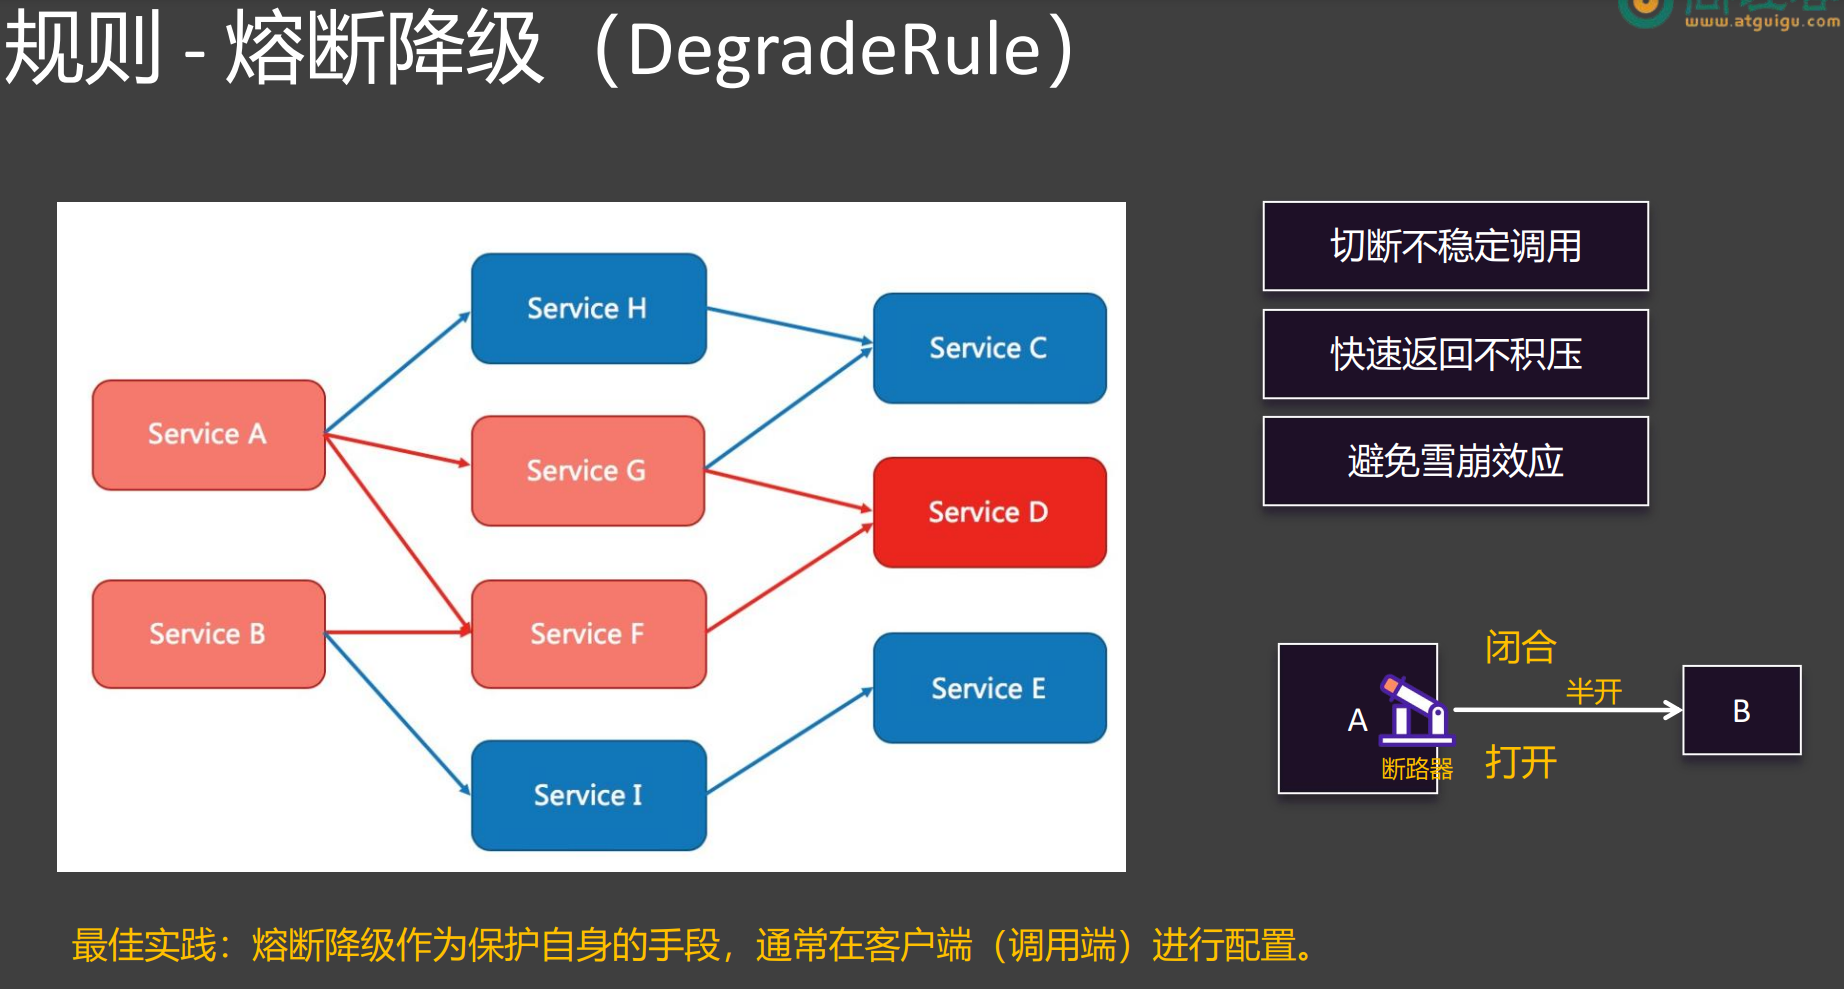 规则 - 熔断降级（DegradeRule）
www.atguigu.com
Service H
Service C
Service A
Service G
Service D
Service B
Service F
Service E
Service I
切断不稳定调用
快速返回不积压
避免雪崩效应
闭合
半开
A
B
断路器
打开
最佳实践：熔断降级作为保护自身的手段，通常在客户端（调用端）进行配置。